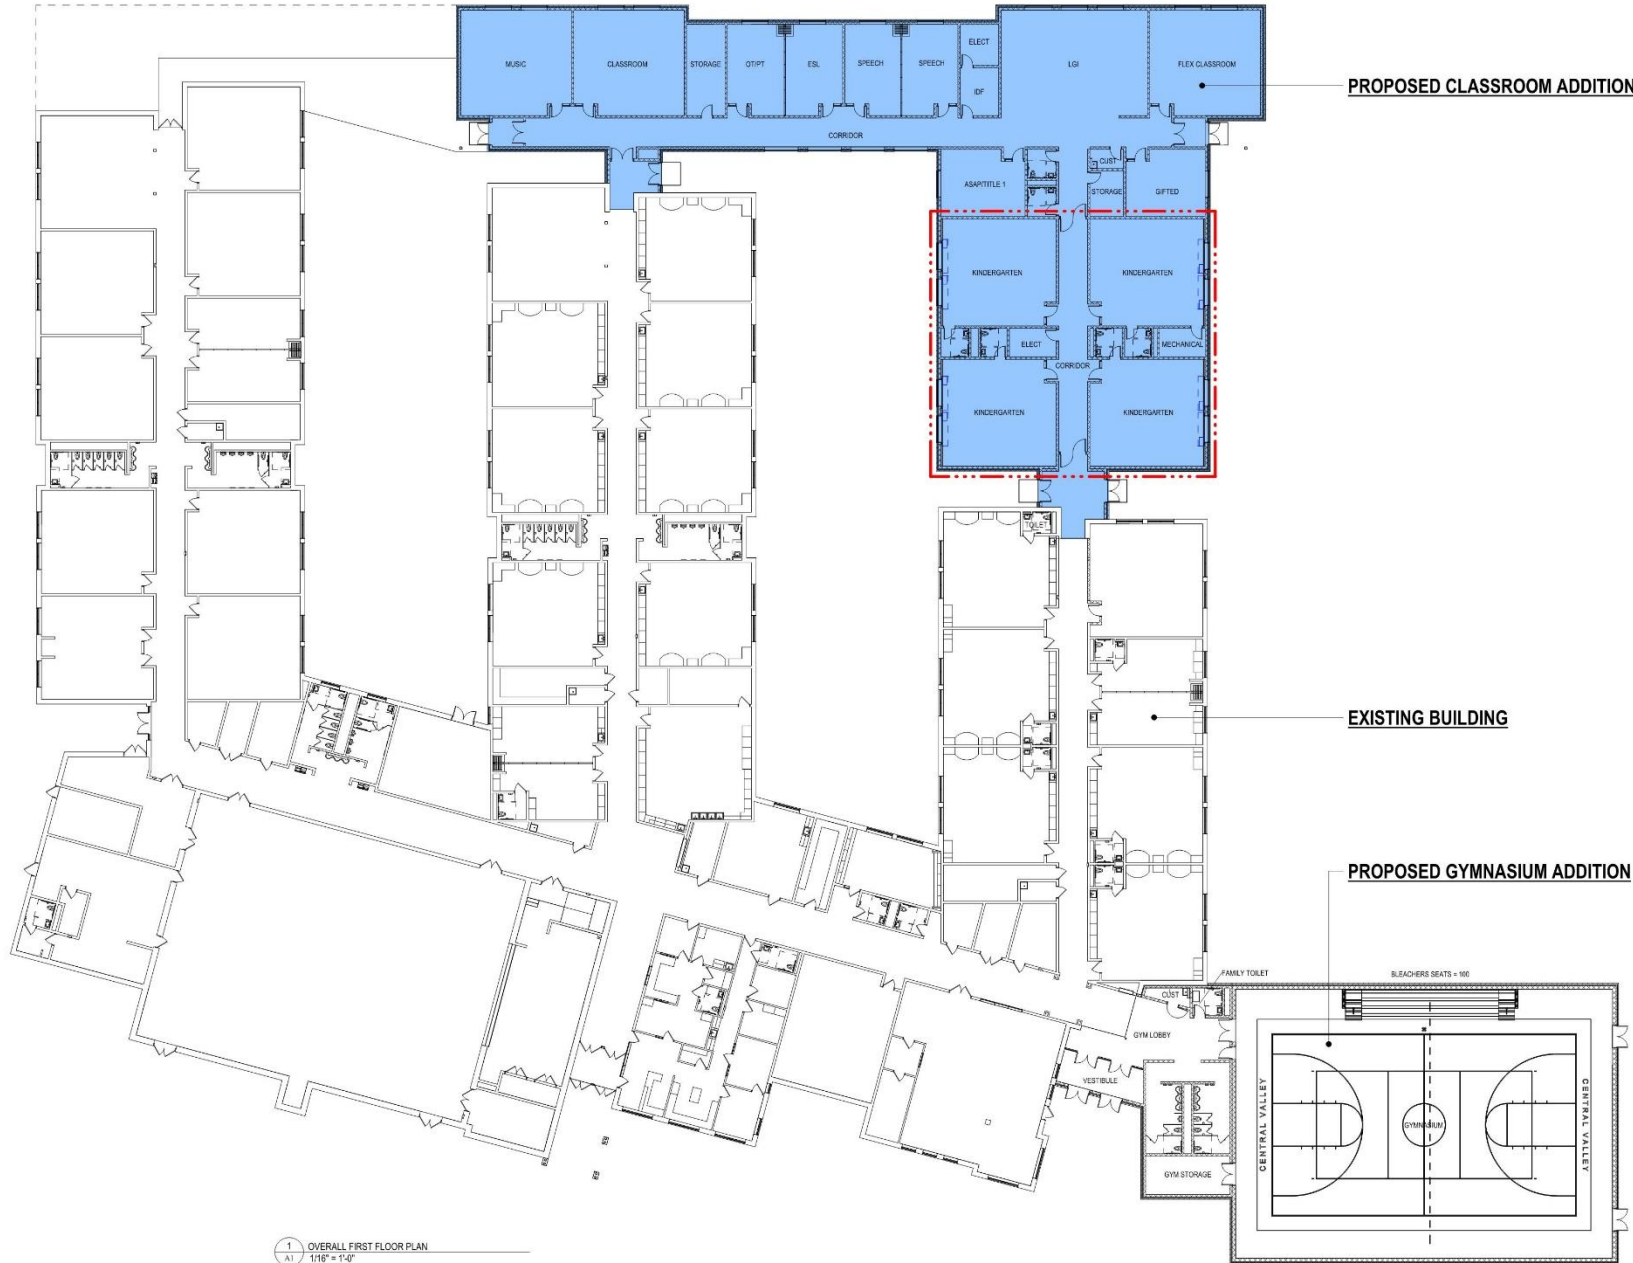 MUSIC
CLASSROOM
STORAGE
OT/PT
ESL
SPEECH
SPEECH
ELECT
IDF
LGI
FLEX CLASSROOM
PROPOSED CLASSROOM ADDITION
CORRIDOR
ASAP/TITLE 1
CUST
STORAGE
GIFTED
KINDERGARTEN
KINDERGARTEN
ELECT
MECHANICAL
CORRIDOR
KINDERGARTEN
KINDERGARTEN
TOILET
EXISTING BUILDING
PROPOSED GYMNASIUM ADDITION
FAMILY TOILET
BLEACHERS SEATS = 100
CUST
GYM LOBBY
VESTIBULE
CENTRAL VALLEY
GYMNASIUM
CENTRAL VALLEY
GYM STORAGE
1 OVERALL FIRST FLOOR PLAN
A1 1/16" = 1'-0"